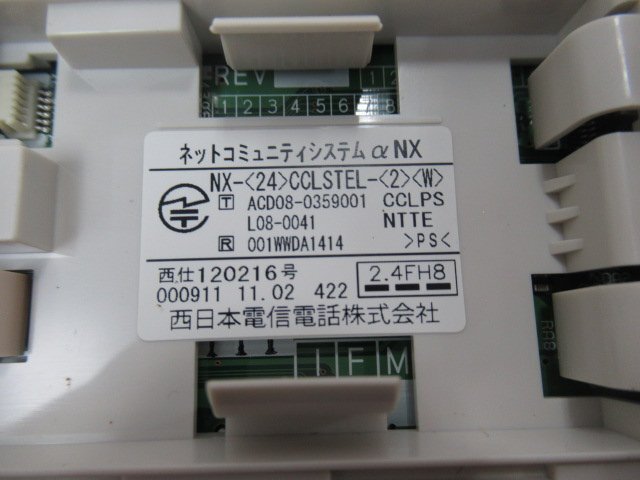 REV 1 2
1 2 3 4 5 6 7 8
ネットコミュニティシステム αNX
NX-<24>CCLSTEL-<2><W>
T ACD08-0359001 CCLPS
L08-0041 NTTE
R 001WWDA1414 >PS<
西仕120216号 2.4FH8
000911 11.02 422
西日本電信電話株式会社
I F M